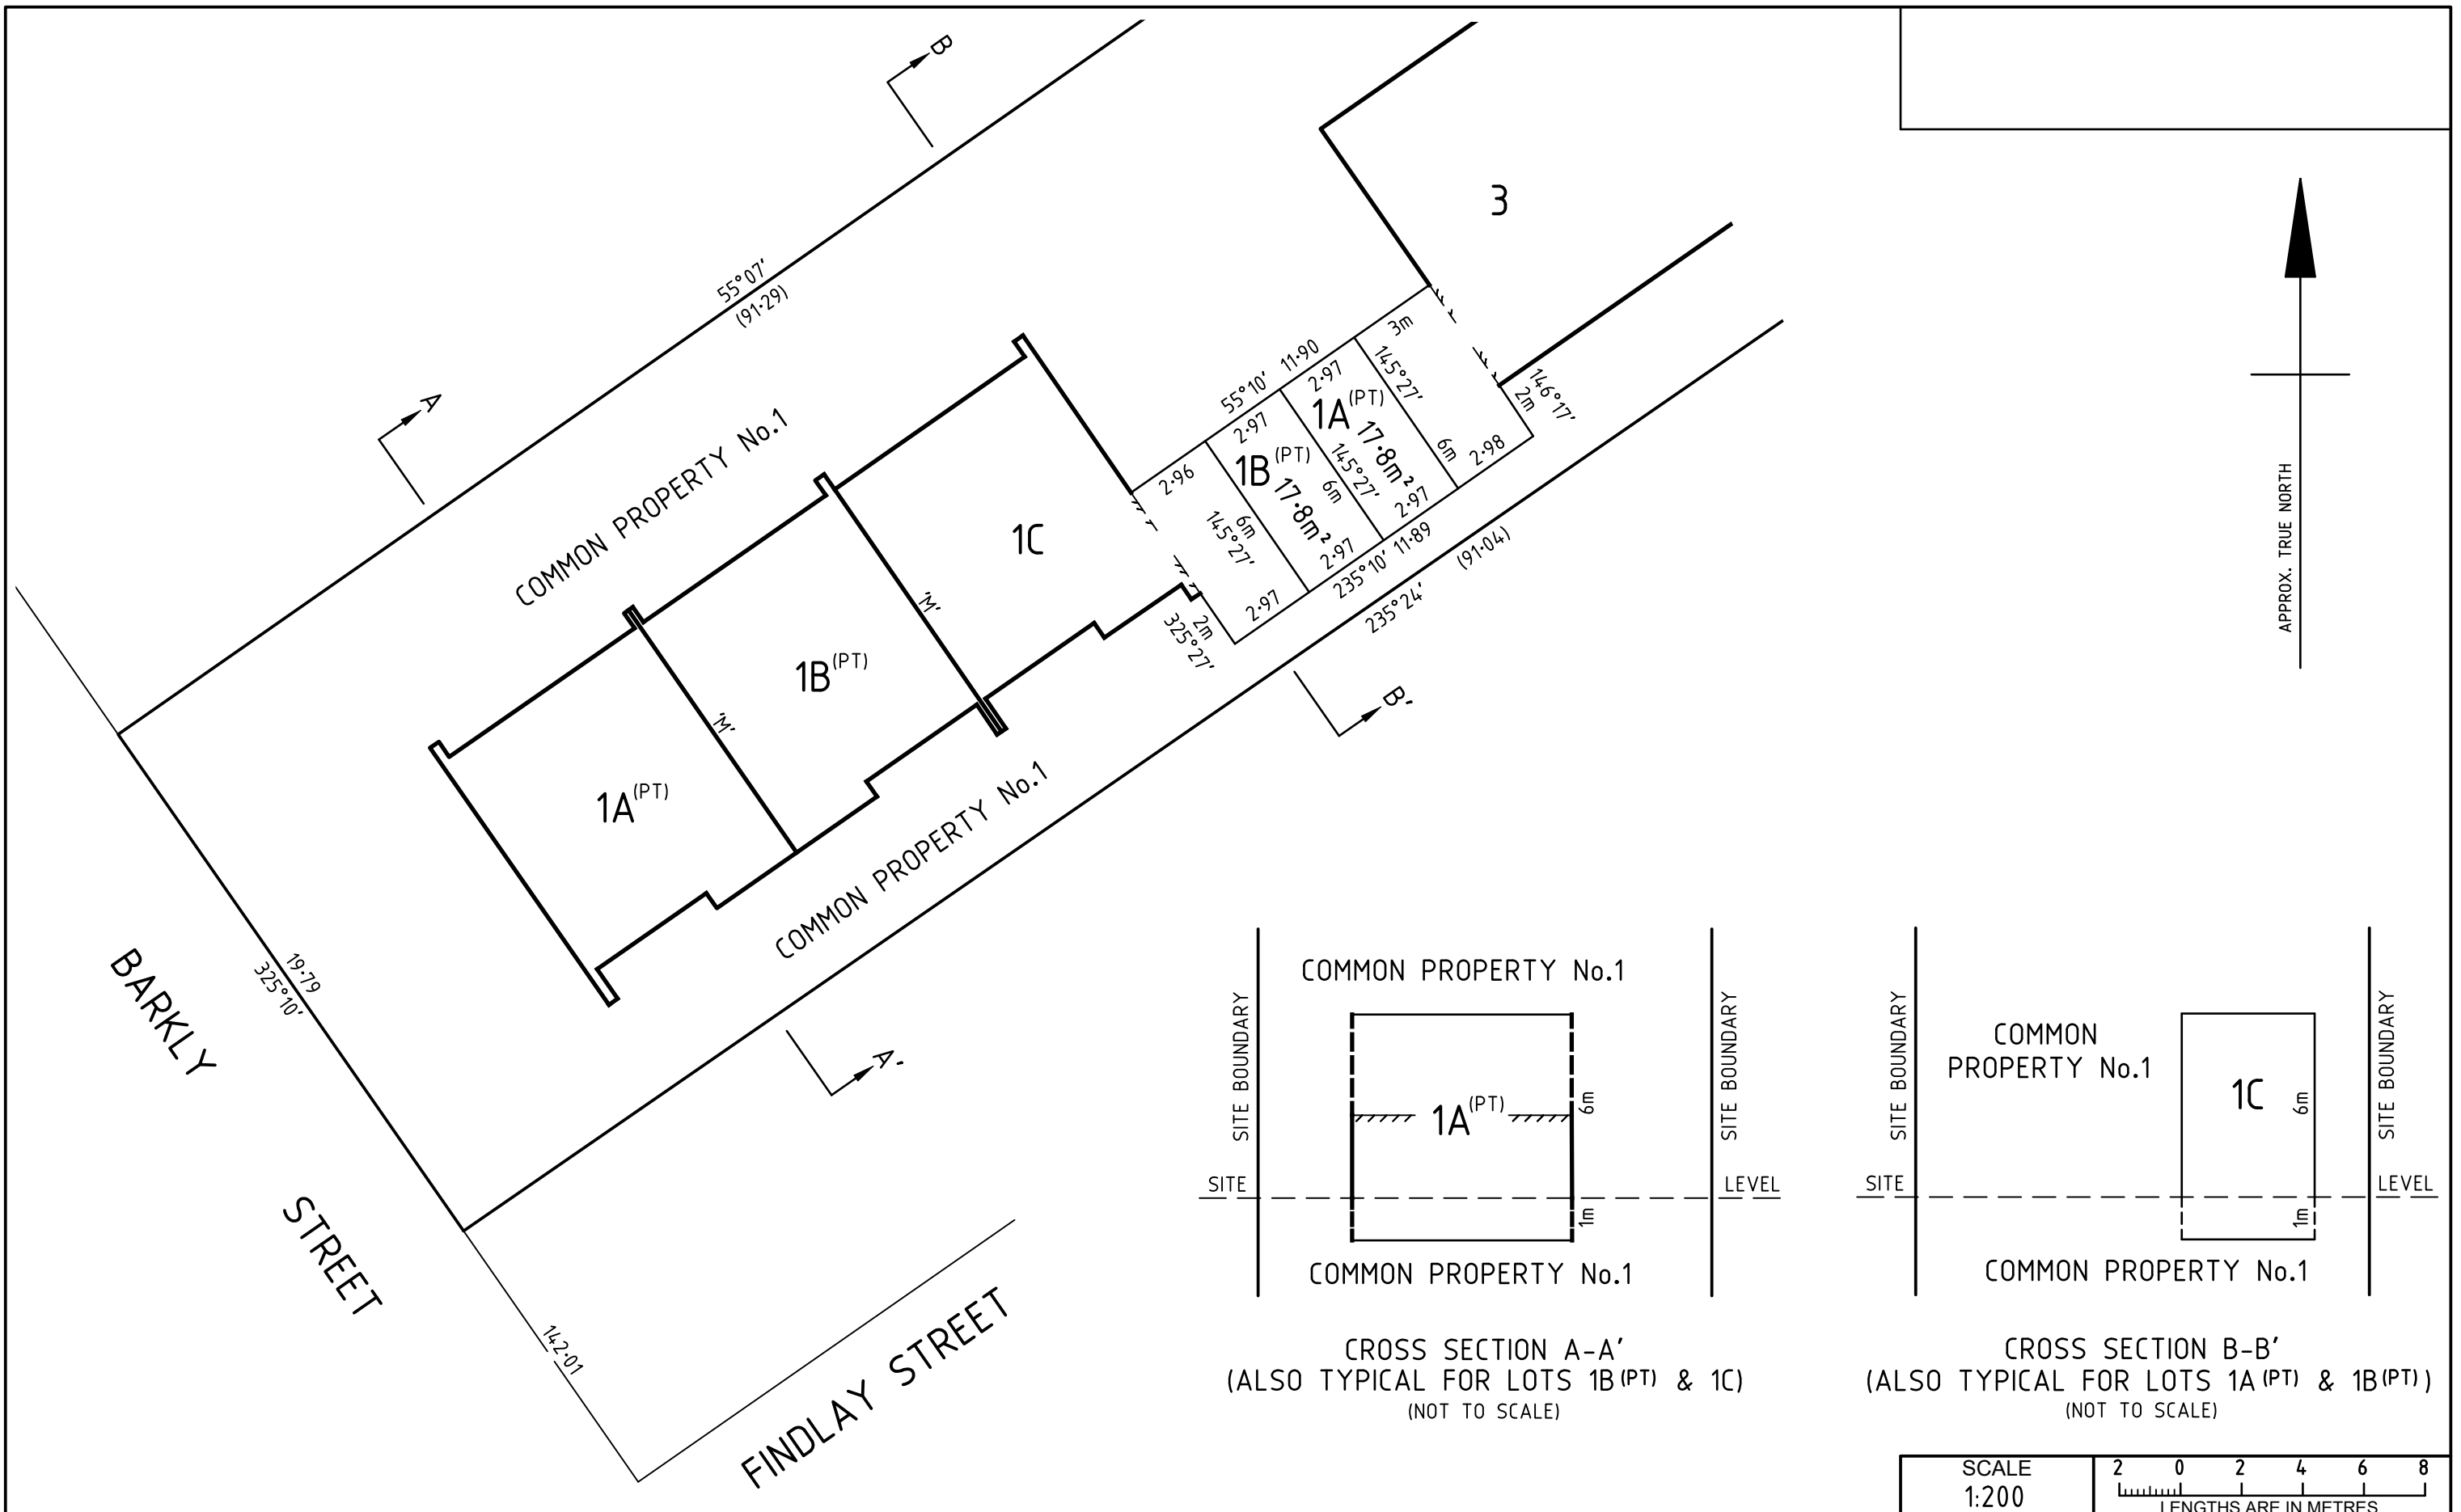 B
A
55°07'
(91·29)
3
COMMON PROPERTY No.1
1C
55°10' 11·90
2·96
2·97
2·97
3m
1B(PT)
17·8m²
1A(PT)
17·8m²
145°27'
6m
145°27'
6m
145°27'
6m
2·97
2·97
2·97
2·98
235°10' 11·89
146°17'
2m
2m
325°27'
235°24'
(91·04)
B'
'M'
1B(PT)
'M'
1A(PT)
COMMON PROPERTY No.1
A'
19·79
325°10'
BARKLY
STREET
142·01
FINDLAY STREET
APPROX. TRUE NORTH
COMMON PROPERTY No.1
SITE BOUNDARY
SITE BOUNDARY
1A(PT)
6m
SITE
LEVEL
1m
COMMON PROPERTY No.1
CROSS SECTION A-A'
(ALSO TYPICAL FOR LOTS 1B(PT) & 1C)
(NOT TO SCALE)
SITE BOUNDARY
SITE BOUNDARY
COMMON
PROPERTY No.1
1C
6m
SITE
LEVEL
1m
COMMON PROPERTY No.1
CROSS SECTION B-B'
(ALSO TYPICAL FOR LOTS 1A(PT) & 1B(PT))
(NOT TO SCALE)
SCALE
1:200
2 0 2 4 6 8
LENGTHS ARE IN METRES